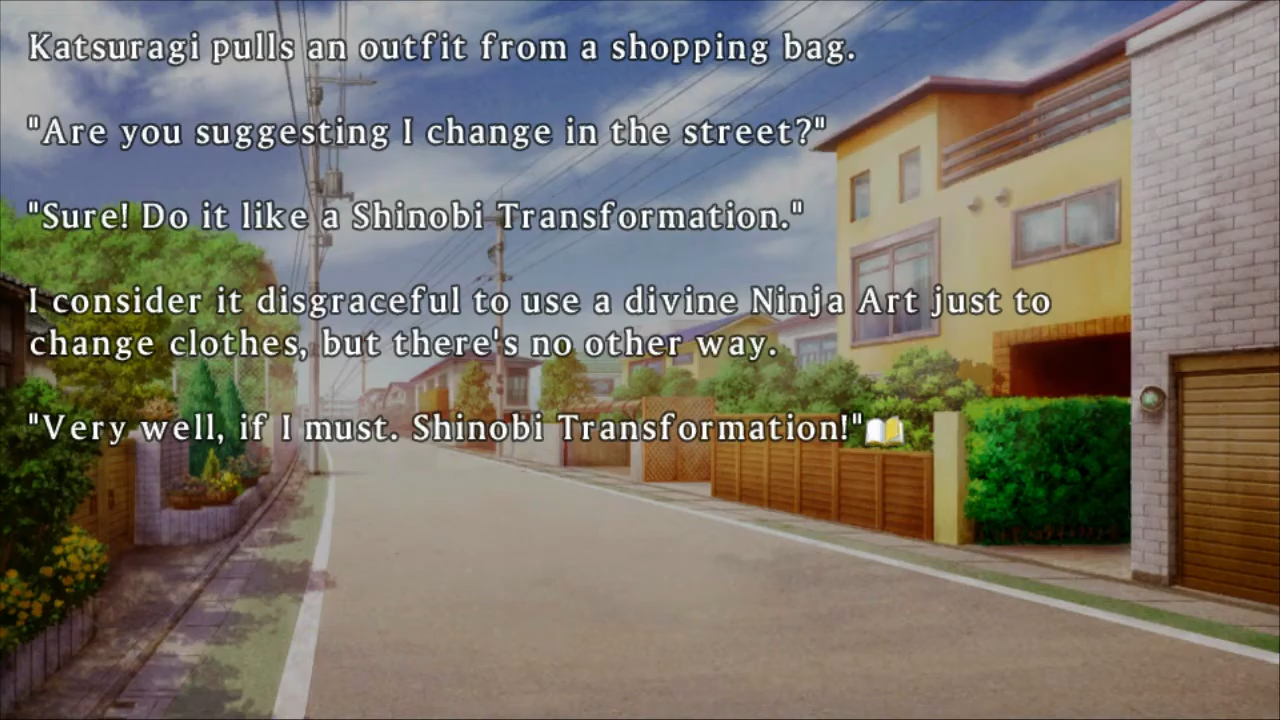 Katsuragi pulls an outfit from a shopping bag.
"Are you suggesting I change in the street?"
"Sure! Do it like a Shinobi Transformation."
I consider it disgraceful to use a divine Ninja Art just to
change clothes, but there's no other way.
"Very well, if I must. Shinobi Transformation!"